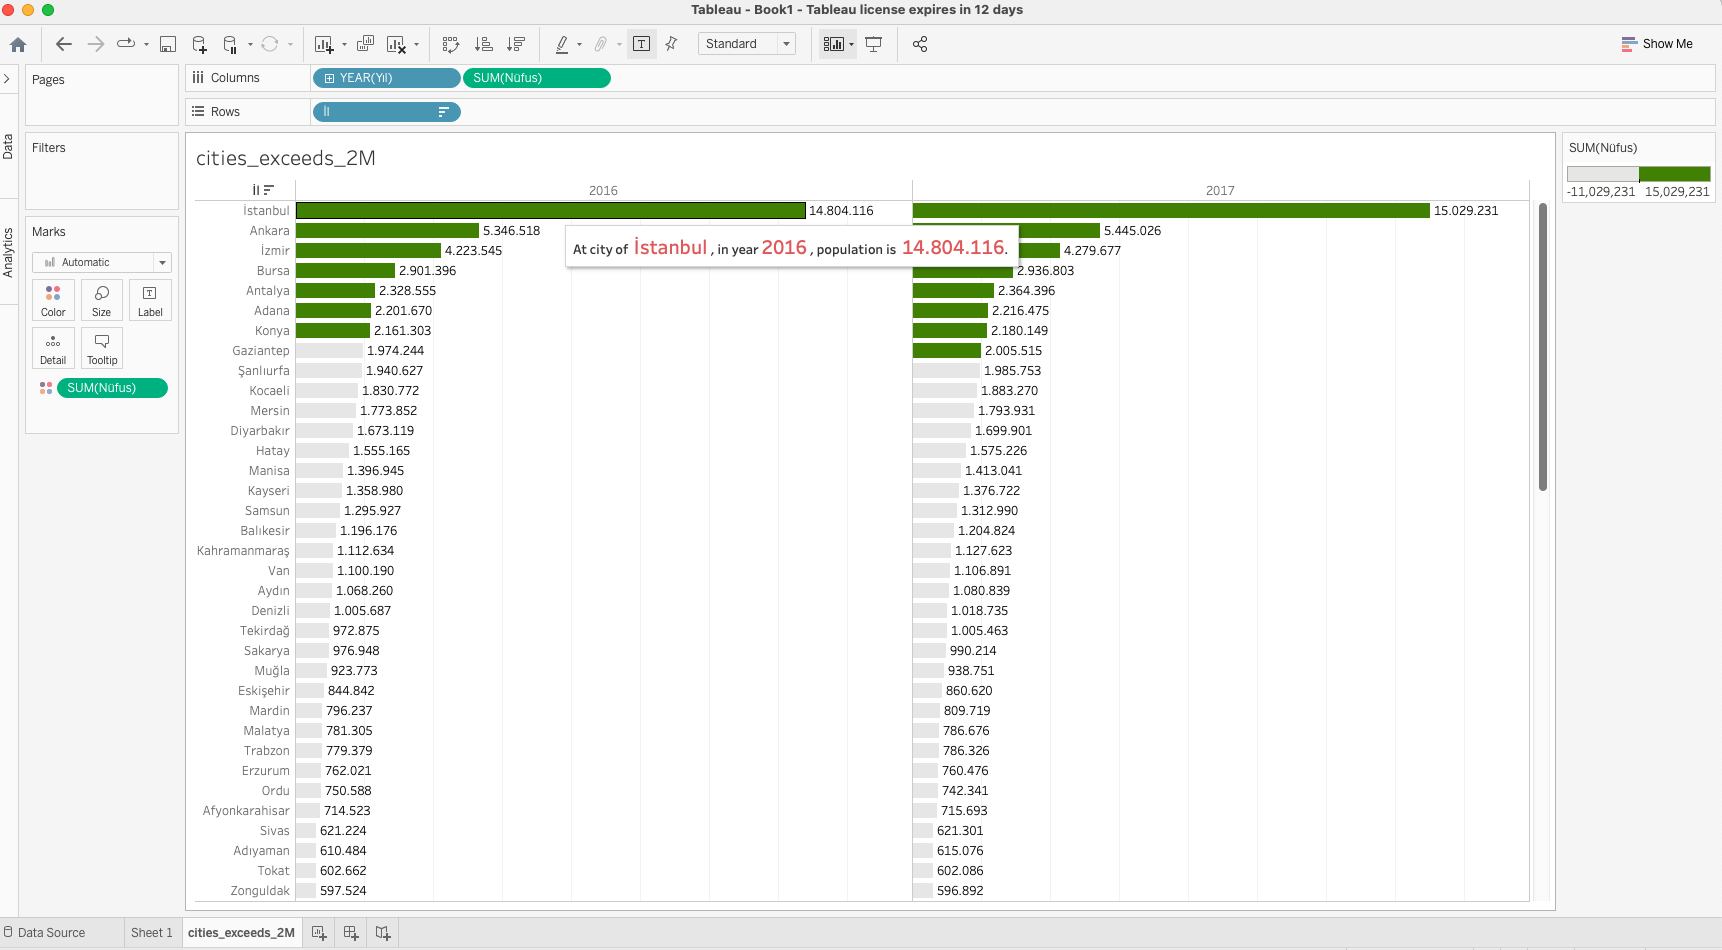 Tableau - Book1 - Tableau license expires in 12 days
Standard
Show Me
Pages
Columns
YEAR(Yıl)
SUM(Nüfus)
Rows
İl
Filters
Data
Analytics
Marks
Automatic
Color
Size
Label
Detail
Tooltip
SUM(Nüfus)
cities_exceeds_2M
İl 2016 2017
İstanbul 14.804.116 15.029.231
Ankara 5.346.518 5.445.026
İzmir 4.223.545 4.279.677
At city of İstanbul , in year 2016 , population is 14.804.116.
Bursa 2.901.396 2.936.803
Antalya 2.328.555 2.364.396
Adana 2.201.670 2.216.475
Konya 2.161.303 2.180.149
Gaziantep 1.974.244 2.005.515
Şanlıurfa 1.940.627 1.985.753
Kocaeli 1.830.772 1.883.270
Mersin 1.773.852 1.793.931
Diyarbakır 1.673.119 1.699.901
Hatay 1.555.165 1.575.226
Manisa 1.396.945 1.413.041
Kayseri 1.358.980 1.376.722
Samsun 1.295.927 1.312.990
Balıkesir 1.196.176 1.204.824
Kahramanmaraş 1.112.634 1.127.623
Van 1.100.190 1.106.891
Aydın 1.068.260 1.080.839
Denizli 1.005.687 1.018.735
Tekirdağ 972.875 1.005.463
Sakarya 976.948 990.214
Muğla 923.773 938.751
Eskişehir 844.842 860.620
Mardin 796.237 809.719
Malatya 781.305 786.676
Trabzon 779.379 786.326
Erzurum 762.021 760.476
Ordu 750.588 742.341
Afyonkarahisar 714.523 715.693
Sivas 621.224 621.301
Adıyaman 610.484 615.076
Tokat 602.662 602.086
Zonguldak 597.524 596.892
SUM(Nüfus)
-11,029,231 15,029,231
Data Source
Sheet 1
cities_exceeds_2M